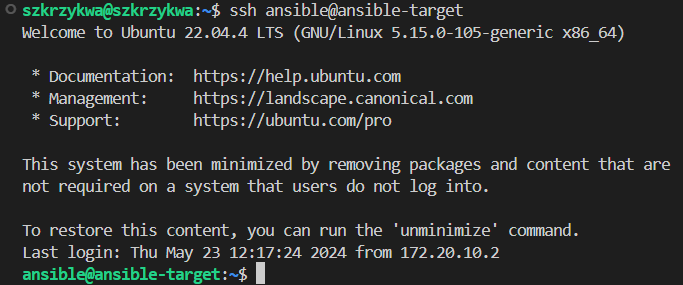 szkrzykwa@szkrzykwa:~$ ssh ansible@ansible-target
Welcome to Ubuntu 22.04.4 LTS (GNU/Linux 5.15.0-105-generic x86_64)
* Documentation: https://help.ubuntu.com
* Management: https://landscape.canonical.com
* Support: https://ubuntu.com/pro
This system has been minimized by removing packages and content that are
not required on a system that users do not log into.
To restore this content, you can run the 'unminimize' command.
Last login: Thu May 23 12:17:24 2024 from 172.20.10.2
ansible@ansible-target:~$